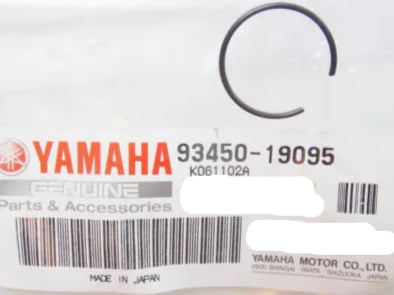 YAMAHA 93450-19095
K061102A
GENUINE
Parts & Accessories
MADE IN JAPAN
YAMAHA MOTOR CO., LTD.
2500 SHINGAI IWATA SHIZUOKA JAPAN